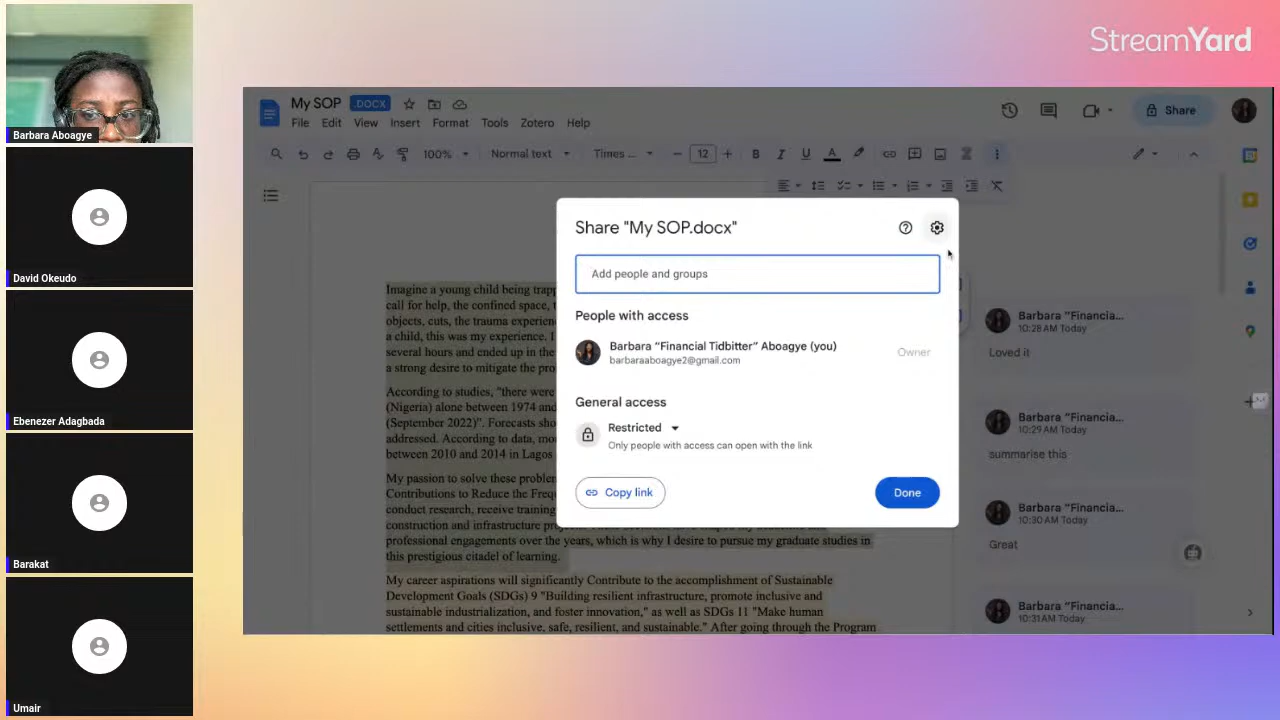 StreamYard
Barbara Aboagye
David Okeudo
Ebenezer Adagbada
Barakat
Umair
My SOP .DOCX
File Edit View Insert Format Tools Zotero Help
Share
100% Normal text Times ... 12 B I U A
Share "My SOP.docx"
Add people and groups
People with access
Barbara “Financial Tidbitter” Aboagye (you)
barbaraaboagye2@gmail.com
Owner
General access
Restricted
Only people with access can open with the link
Copy link
Done
Imagine a young child being trapp
call for help, the confined space, t
objects, cuts, the trauma experien
a child, this was my experience. I
several hours and ended up in the
a strong desire to mitigate the pro
According to studies, "there were
(Nigeria) alone between 1974 and
(September 2022)". Forecasts sho
addressed. According to data, mo
between 2010 and 2014 in Lagos
My passion to solve these problem
Contributions to Reduce the Freq
conduct research, receive training
construction and infrastructure
professional engagements over the years, which is why I desire to pursue my graduate studies in
this prestigious citadel of learning.
My career aspirations will significantly Contribute to the accomplishment of Sustainable
Development Goals (SDGs) 9 "Building resilient infrastructure, promote inclusive and
sustainable industrialization, and foster innovation," as well as SDGs 11 "Make human
settlements and cities inclusive, safe, resilient, and sustainable." After going through the Program
Barbara “Financia...
10:28 AM Today
Loved it
Barbara “Financia...
10:29 AM Today
summarise this
Barbara “Financia...
10:30 AM Today
Great
Barbara “Financia...
10:31 AM Today